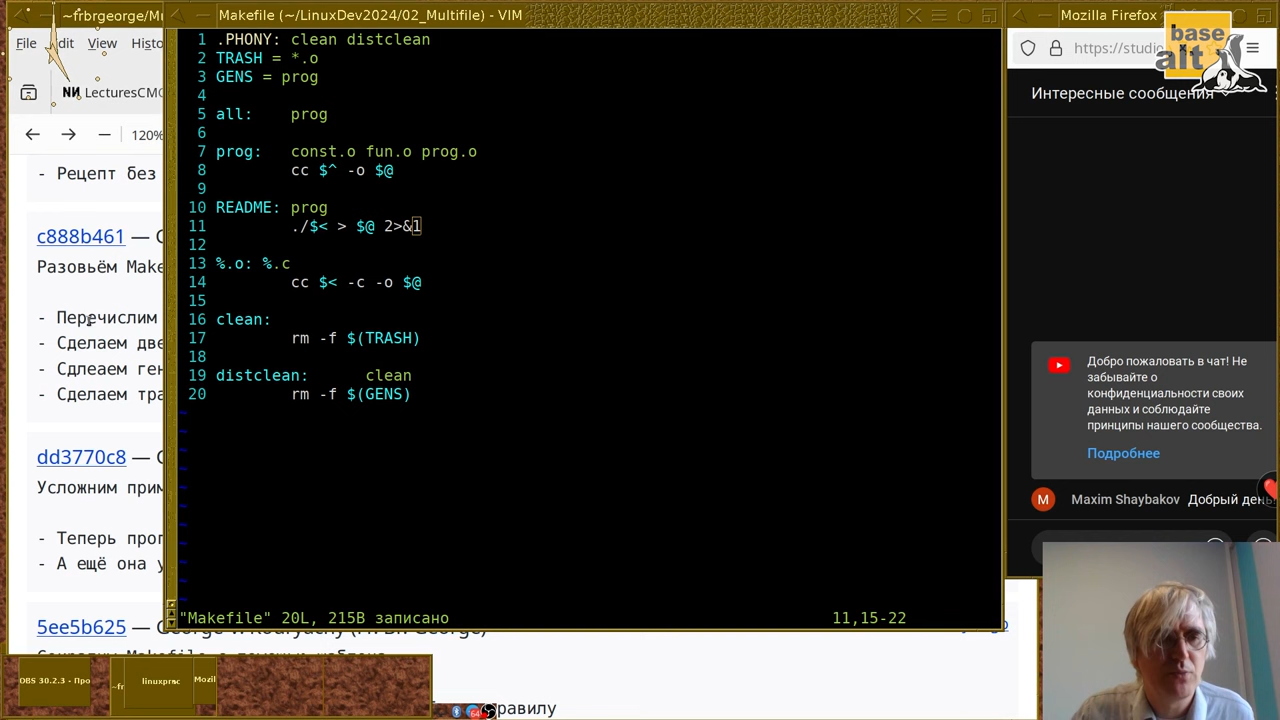 ~frbrgeorge/Mu
File Edit View Histo
LecturesCMC
120%
- Рецепт без
c888b461 — G
Разовьём Make
- Перечислим
- Сделаем две
- Сдлеаем ген
- Сделаем тра
dd3770c8 — G
Усложним прим
- Теперь прог
- А ещё она у
5ee5b625 —
равилу
Makefile (~/LinuxDev2024/02_Multifile) - VIM
1 .PHONY: clean distclean
2 TRASH = *.o
3 GENS = prog
4
5 all: prog
6
7 prog: const.o fun.o prog.o
8 cc $^ -o $@
9
10 README: prog
11 ./$< > $@ 2>&1
12
13 %.o: %.c
14 cc $< -c -o $@
15
16 clean:
17 rm -f $(TRASH)
18
19 distclean: clean
20 rm -f $(GENS)
~
~
~
~
~
~
~
~
~
~
~
"Makefile" 20L, 215B записано 11,15-22
Mozilla Firefox
https://studio
base
alt
Интересные сообщения
Добро пожаловать в чат! Не
забывайте о
конфиденциальности своих
данных и соблюдайте
принципы нашего сообщества.
Подробнее
M Maxim Shaybakov Добрый день
OBS 30.2.3 - Про
~fr
linuxprac
Mozil
64